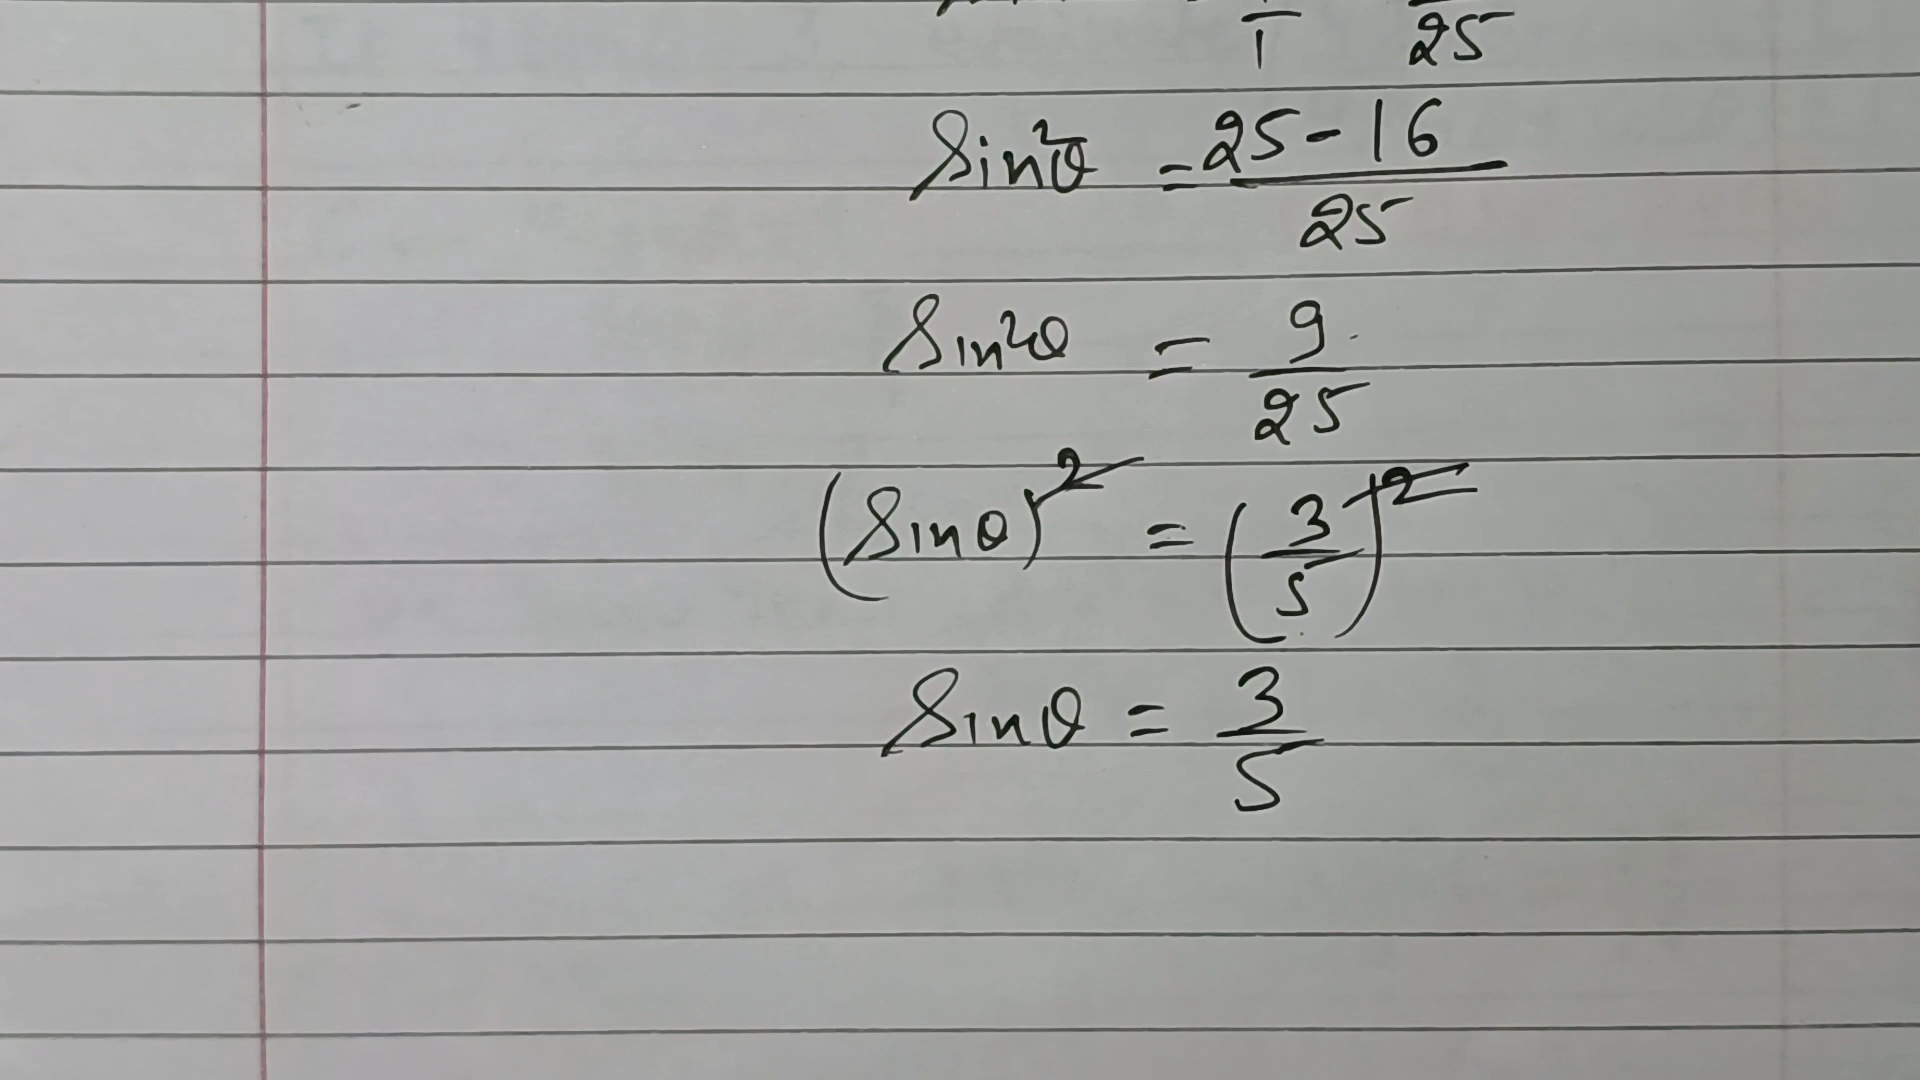 1 25
Sin²θ = 25-16/25
Sin²θ = 9/25
(Sinθ)² = (3/5)²
Sinθ = 3/5